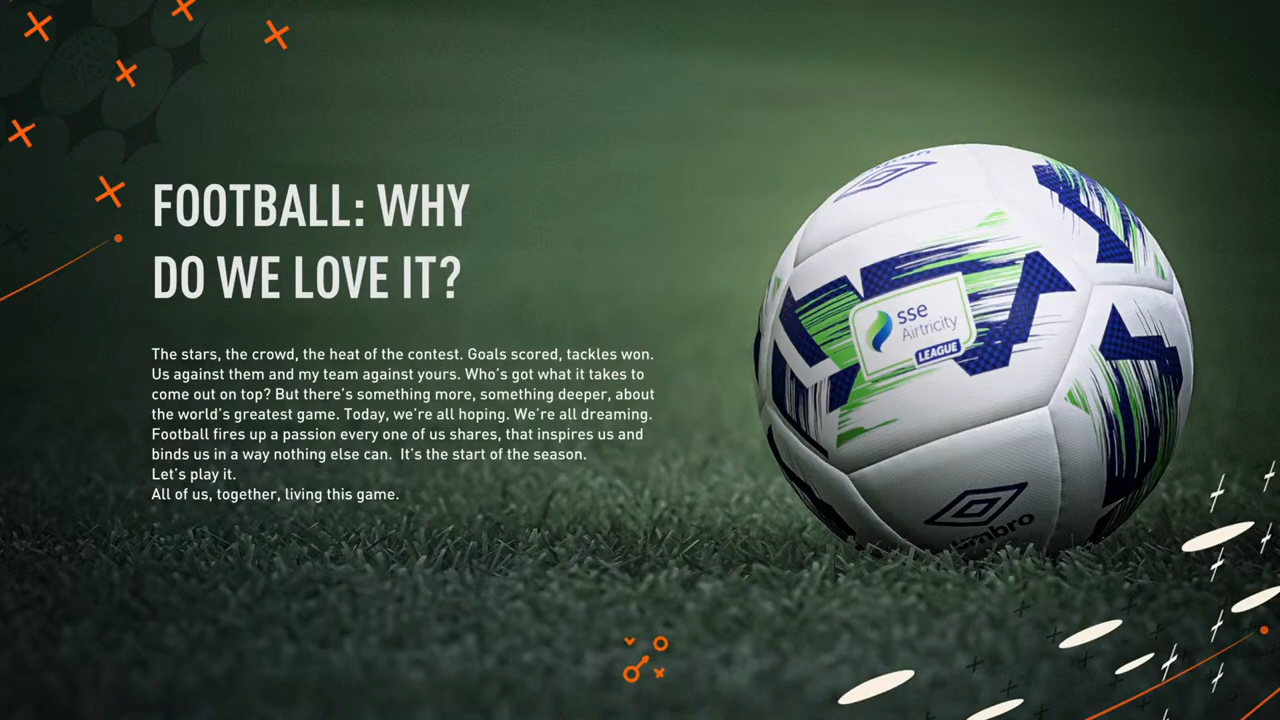 FOOTBALL: WHY
DO WE LOVE IT?
The stars, the crowd, the heat of the contest. Goals scored, tackles won.
Us against them and my team against yours. Who's got what it takes to
come out on top? But there's something more, something deeper, about
the world's greatest game. Today, we're all hoping. We're all dreaming.
Football fires up a passion every one of us shares, that inspires us and
binds us in a way nothing else can.  It's the start of the season.
Let's play it.
All of us, together, living this game.
sse
Airtricity
LEAGUE
umbro